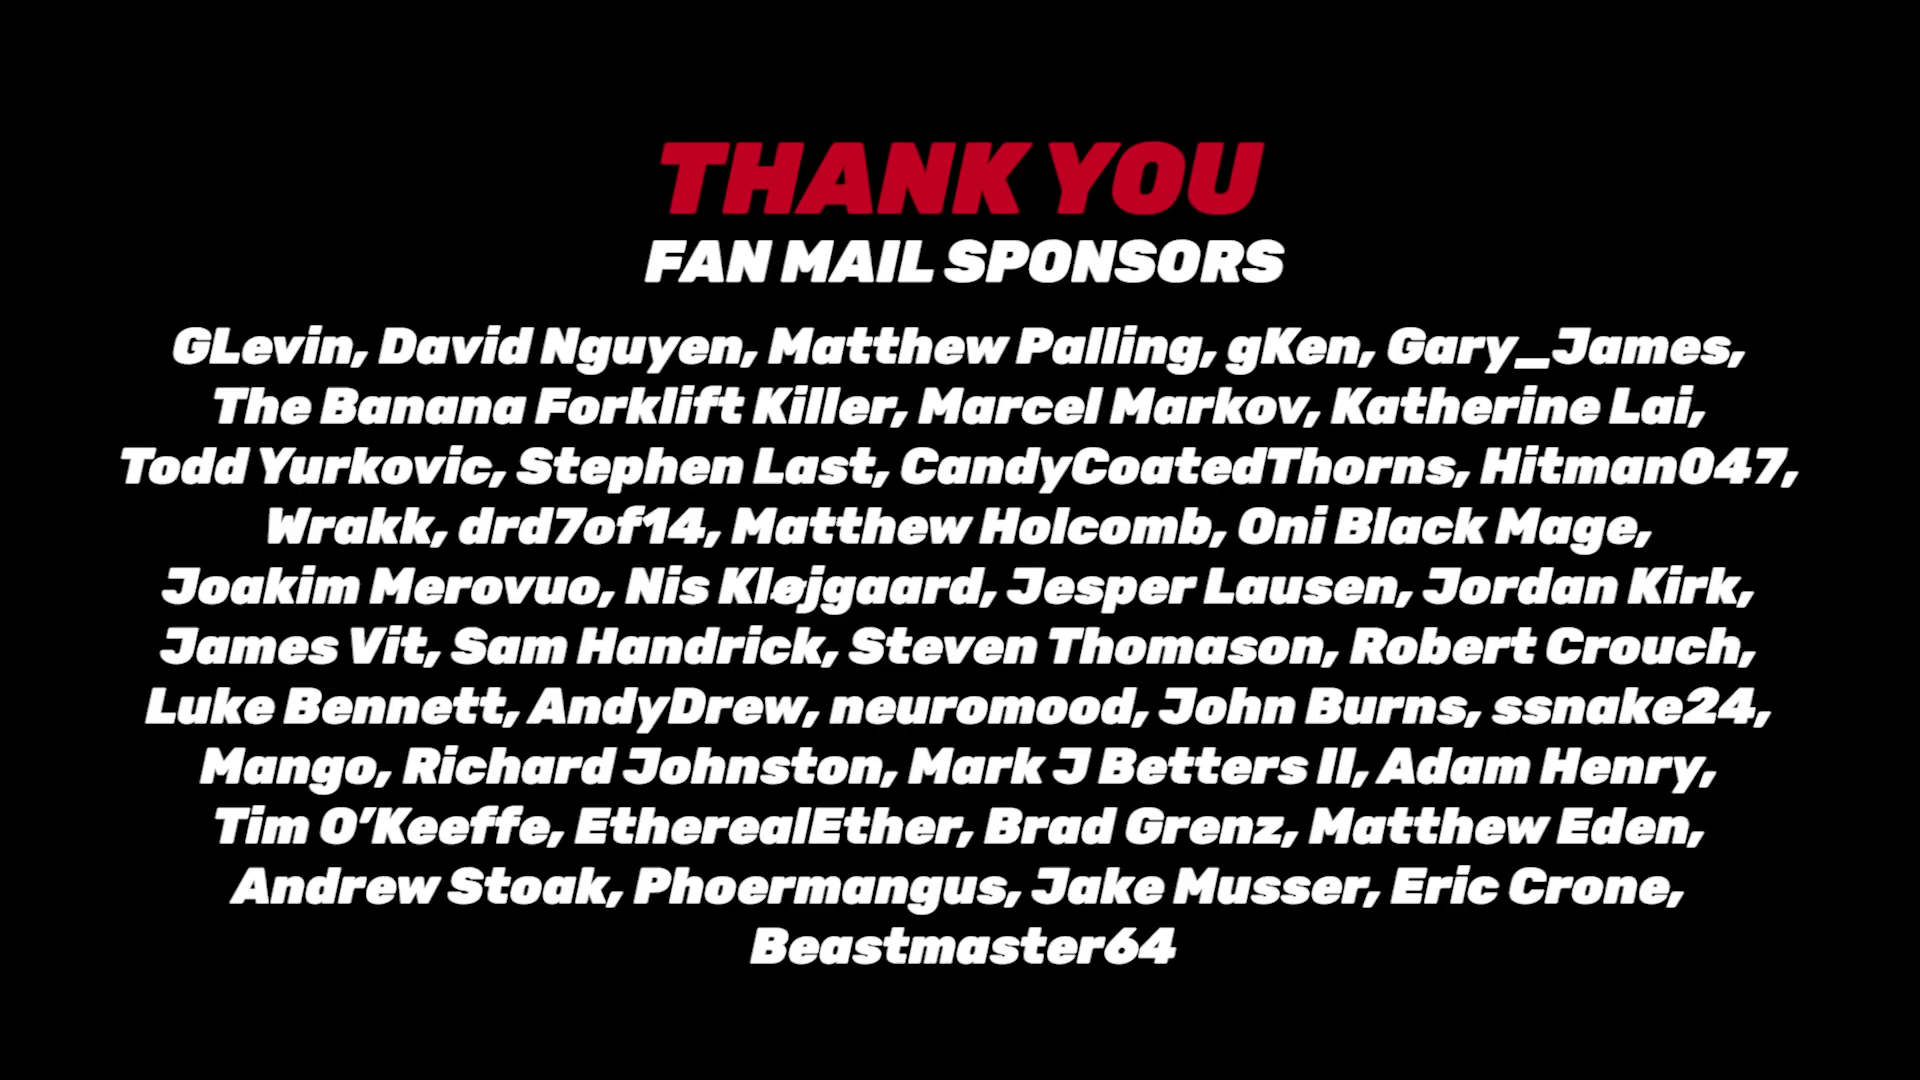 THANK YOU
FAN MAIL SPONSORS
GLevin, David Nguyen, Matthew Palling, gKen, Gary_James,
The Banana Forklift Killer, Marcel Markov, Katherine Lai,
Todd Yurkovic, Stephen Last, CandyCoatedThorns, Hitman047,
Wrakk, drd7of14, Matthew Holcomb, Oni Black Mage,
Joakim Merovuo, Nis Kløjgaard, Jesper Lausen, Jordan Kirk,
James Vit, Sam Handrick, Steven Thomason, Robert Crouch,
Luke Bennett, AndyDrew, neuromood, John Burns, ssnake24,
Mango, Richard Johnston, Mark J Betters II, Adam Henry,
Tim O’Keeffe, EtherealEther, Brad Grenz, Matthew Eden,
Andrew Stoak, Phoermangus, Jake Musser, Eric Crone,
Beastmaster64